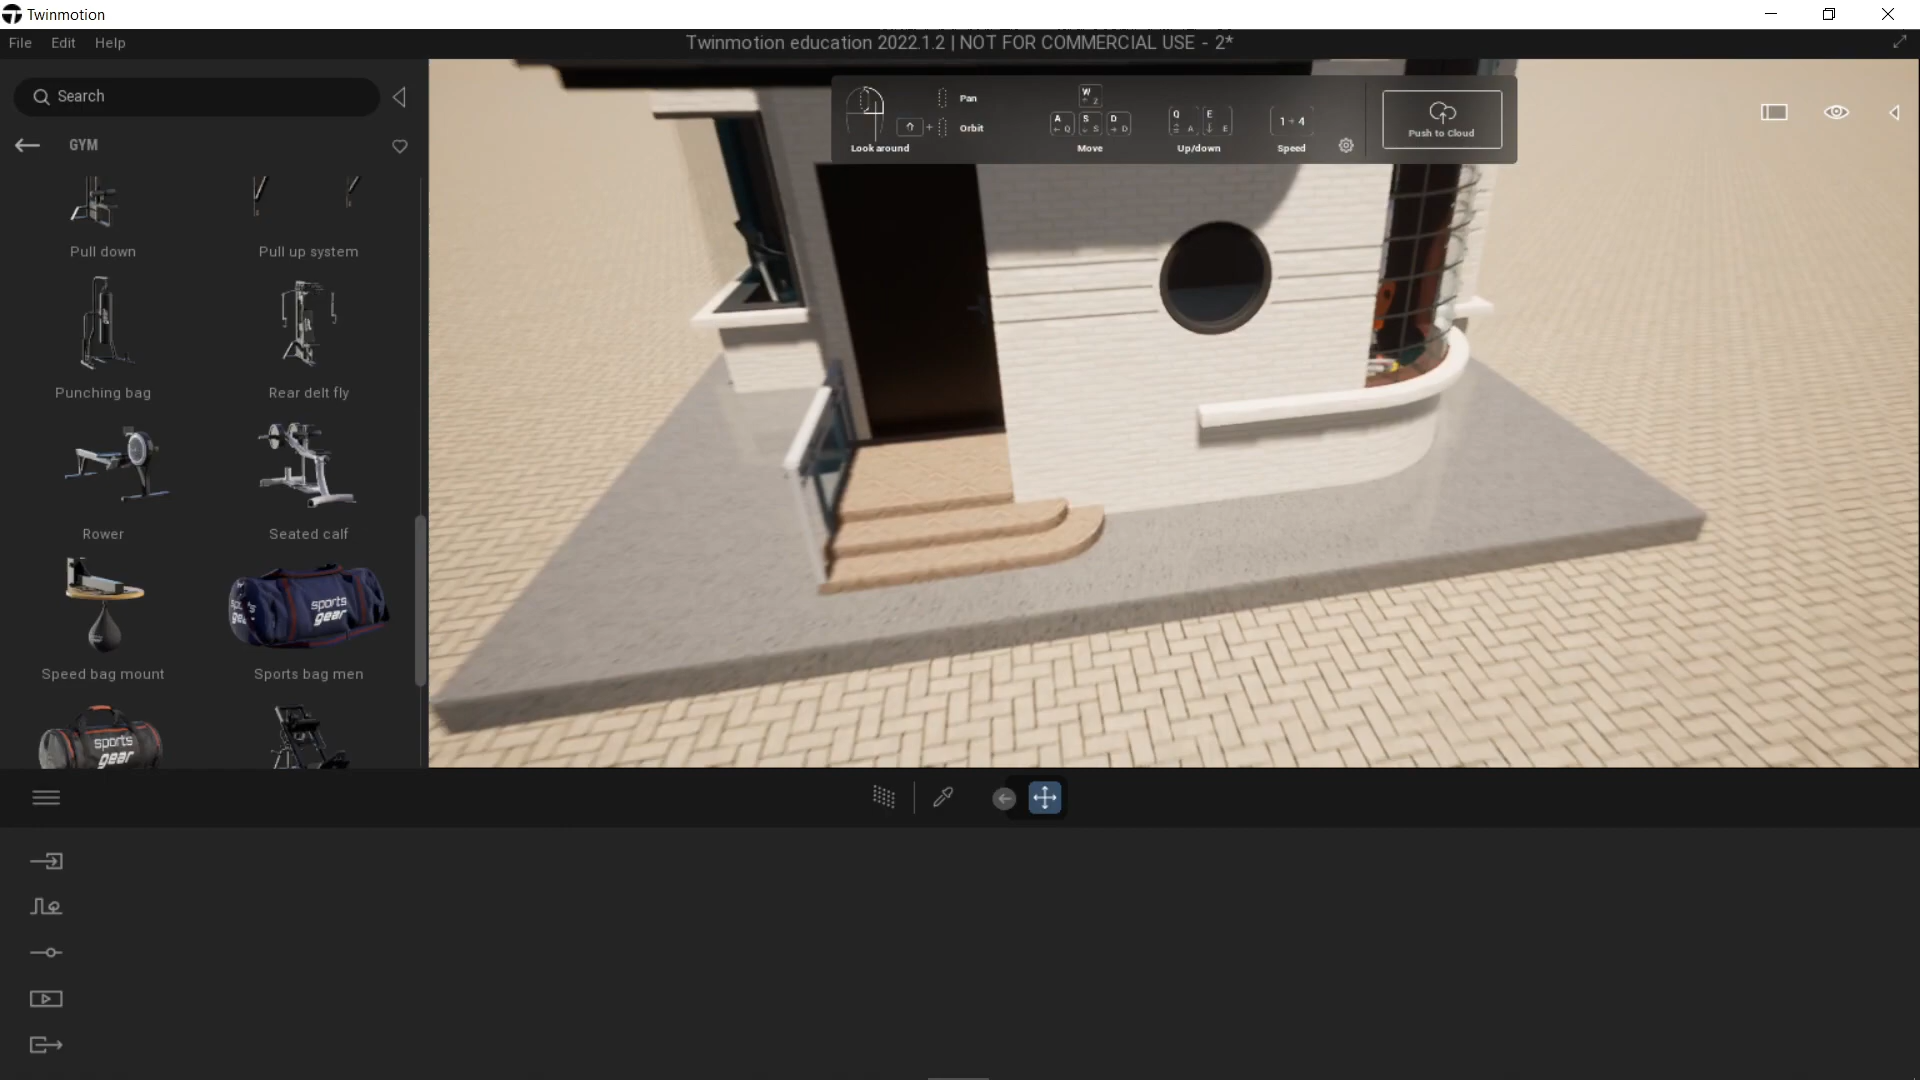 Twinmotion
File Edit Help
Twinmotion education 2022.1.2 | NOT FOR COMMERCIAL USE - 2*
Search
GYM
Pull down
Pull up system
Punching bag
Rear delt fly
Rower
Seated calf
sports
gear
Speed bag mount
Sports bag men
sports
gear
Look around
Pan
Orbit
W
Z
A
Q
S
S
D
D
Move
Q
A
E
E
Up/down
1 → 4
Speed
Push to Cloud